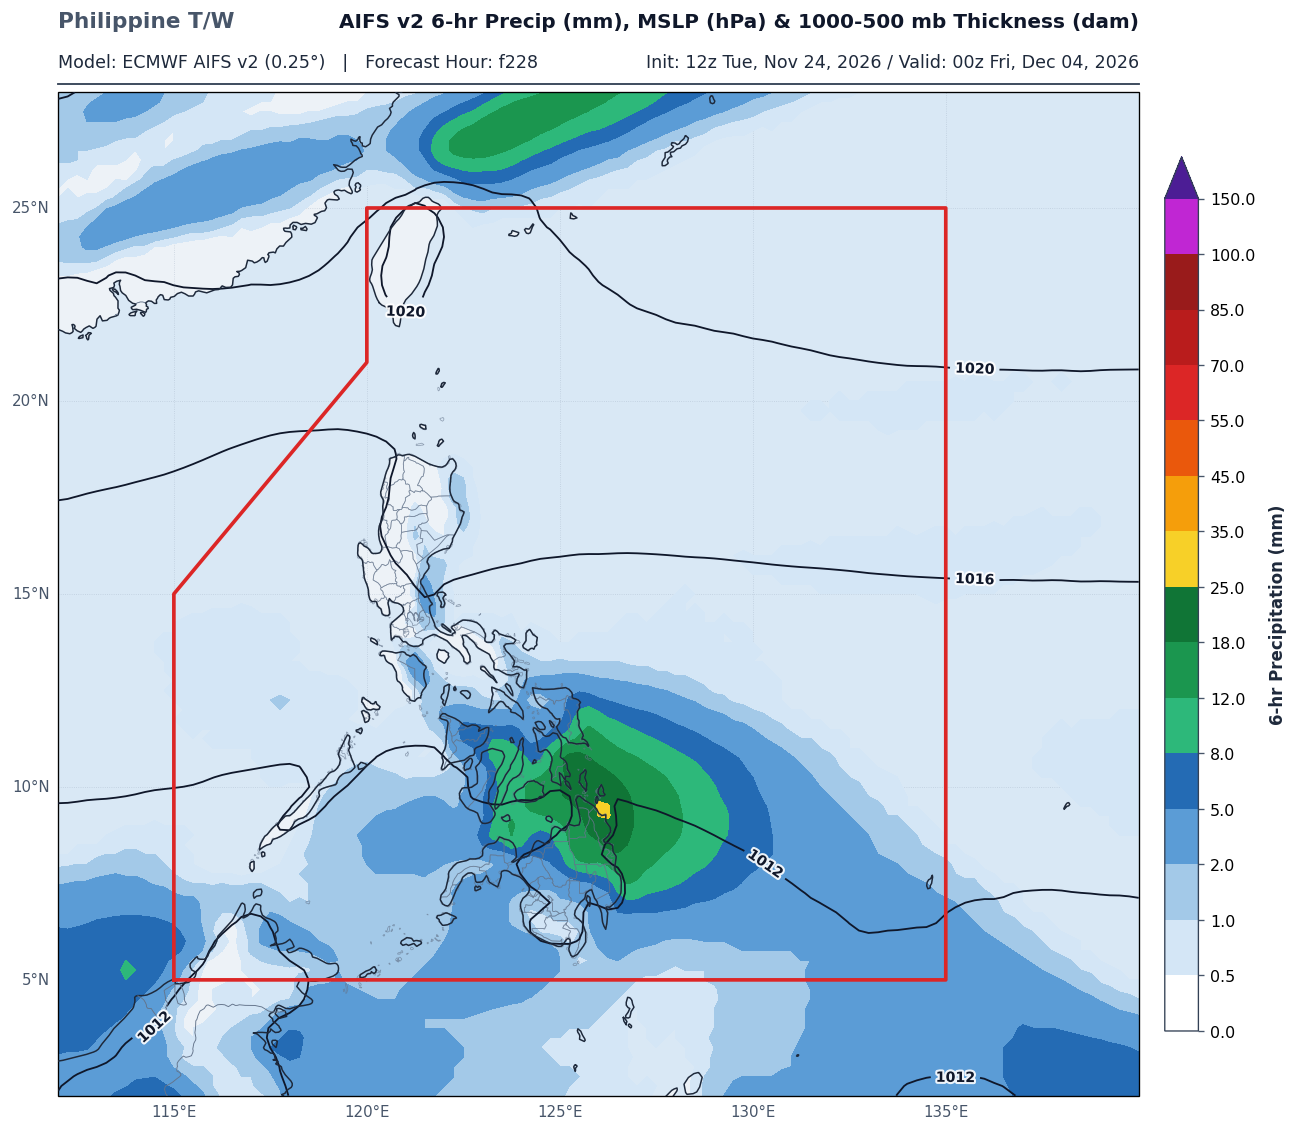 Philippine T/W
AIFS v2 6-hr Precip (mm), MSLP (hPa) & 1000-500 mb Thickness (dam)
Model: ECMWF AIFS v2 (0.25°) | Forecast Hour: f228
Init: 12z Tue, Nov 24, 2026 / Valid: 00z Fri, Dec 04, 2026
25°N
20°N
15°N
10°N
5°N
115°E
120°E
125°E
130°E
135°E
1020
1020
1016
1012
1012
1012
150.0
100.0
85.0
70.0
55.0
45.0
35.0
25.0
18.0
12.0
8.0
5.0
2.0
1.0
0.5
0.0
6-hr Precipitation (mm)